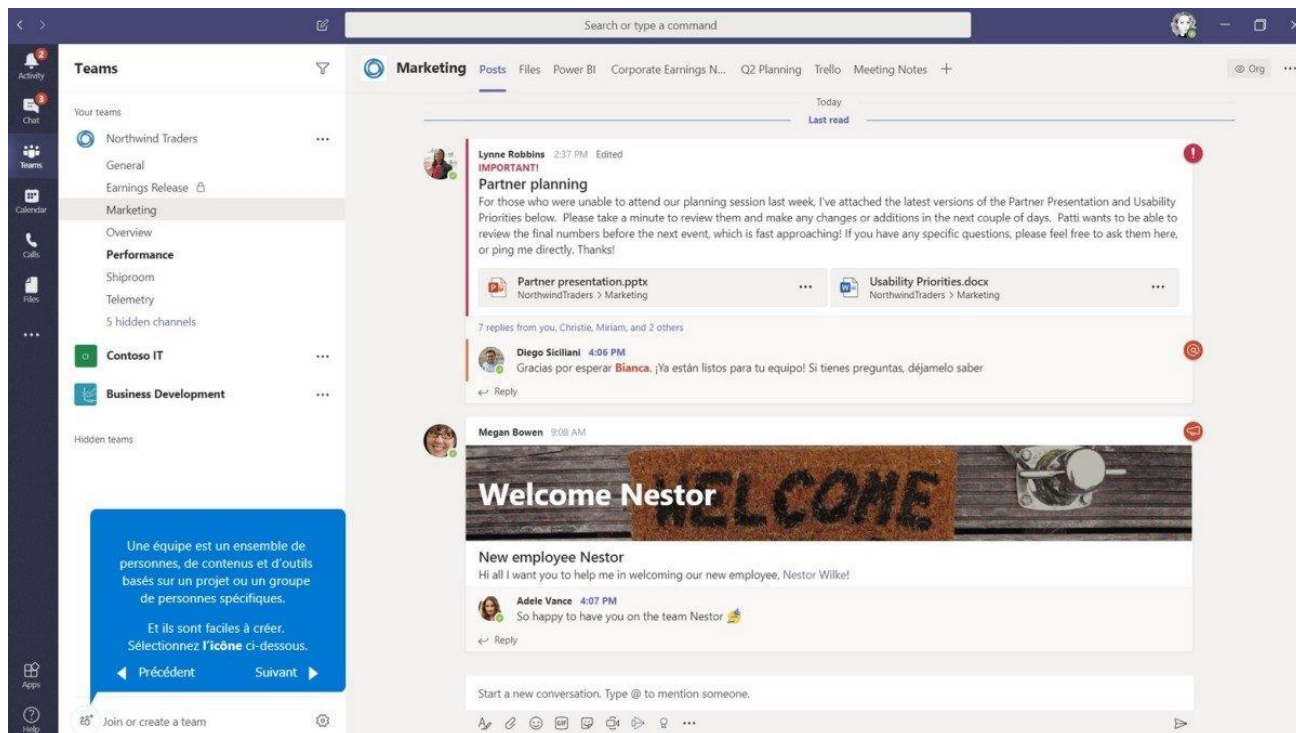 Search or type a command
2
Activity
3
Chat
Teams
Calendar
Calls
Files
Apps
Help
Teams
Your teams
Northwind Traders
General
Earnings Release
Marketing
Overview
Performance
Shiproom
Telemetry
5 hidden channels
CI
Contoso IT
Business Development
Hidden teams
Une équipe est un ensemble de
personnes, de contenus et d'outils
basés sur un projet ou un groupe
de personnes spécifiques.
Et ils sont faciles à créer.
Sélectionnez l'icône ci-dessous.
Précédent Suivant
Join or create a team
Marketing Posts Files Power BI Corporate Earnings N... Q2 Planning Trello Meeting Notes +
Org
Today
Last read
Lynne Robbins 2:37 PM Edited
IMPORTANT!
Partner planning
For those who were unable to attend our planning session last week, I've attached the latest versions of the Partner Presentation and Usability
Priorities below. Please take a minute to review them and make any changes or additions in the next couple of days. Patti wants to be able to
review the final numbers before the next event, which is fast approaching! If you have any specific questions, please feel free to ask them here,
or ping me directly. Thanks!
Partner presentation.pptx
NorthwindTraders > Marketing
Usability Priorities.docx
NorthwindTraders > Marketing
7 replies from you, Christie, Miriam, and 2 others
Diego Siciliani 4:06 PM
Gracias por esperar Bianca. ¡Ya están listos para tu equipo! Si tienes preguntas, déjamelo saber
Reply
Megan Bowen 9:08 AM
WELCOME
Welcome Nestor
New employee Nestor
Hi all I want you to help me in welcoming our new employee, Nestor Wilke!
Adele Vance 4:07 PM
So happy to have you on the team Nestor
Reply
Start a new conversation. Type @ to mention someone.
GIF